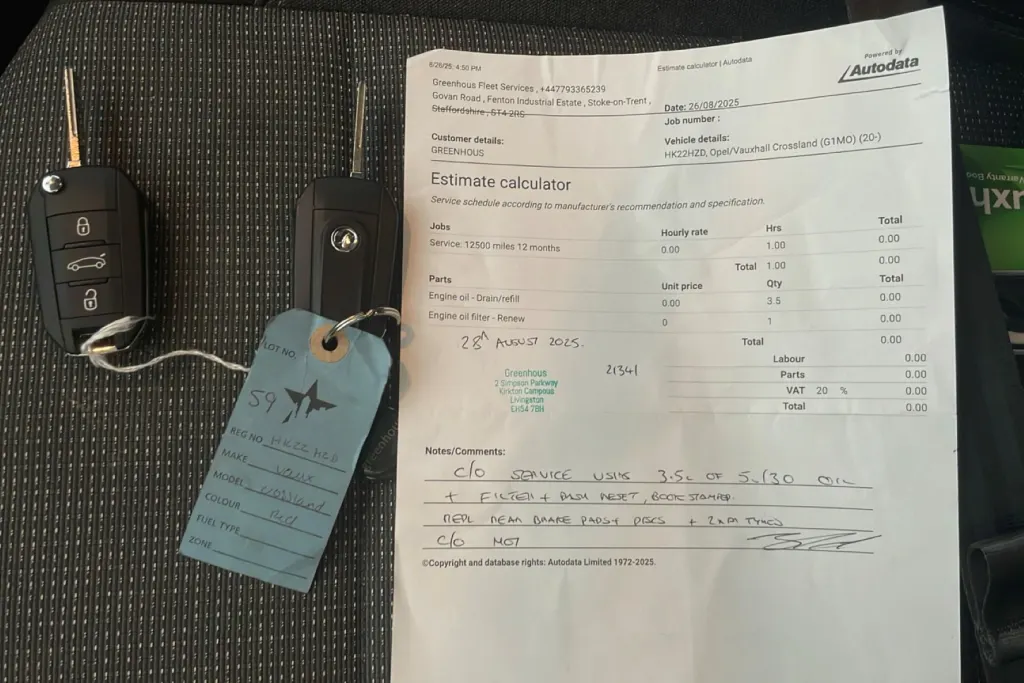 8/26/25, 4:50 PM
Estimate calculator | Autodata
Powered by
Autodata
Greenhous Fleet Services , +447793365239
Govan Road , Fenton Industrial Estate , Stoke-on-Trent ,
Staffordshire , ST4 2RS
Date: 26/08/2025
Job number :
Customer details:
GREENHOUS
Vehicle details:
HK22HZD, Opel/Vauxhall Crossland (G1MO) (20-)
Estimate calculator
Service schedule according to manufacturer's recommendation and specification.
Jobs Hourly rate Hrs Total
Service: 12500 miles 12 months 0.00 1.00 0.00
Total 1.00 0.00
Parts Unit price Qty Total
Engine oil - Drain/refill 0.00 3.5 0.00
Engine oil filter - Renew 0 1 0.00
Total 0.00
28th AUGUST 2025.
21341
Greenhous
2 Simpson Parkway
Kirkton Campous
Livingston
EH54 7BH
Labour 0.00
Parts 0.00
VAT 20 % 0.00
Total 0.00
Notes/Comments:
C/O SERVICE USING 3.5L OF 5W/30 OIL
+ FILTER + DASH RESET, BOOK STAMPED.
REPL REAR BRAKE PADS + DISCS + 2x TYRES
C/O MOT
©Copyright and database rights: Autodata Limited 1972-2025.
LOT NO.
59
REG NO HK22 HZD
MAKE VAUX
MODEL crossland
COLOUR Red
FUEL TYPE
ZONE
Warranty Boo
uxh